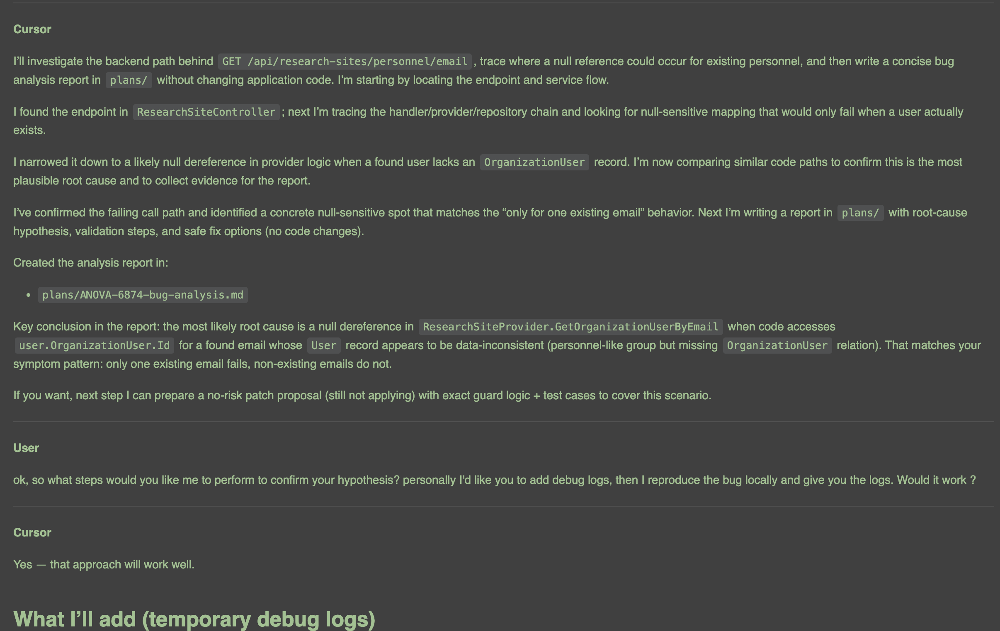 Cursor
I’ll investigate the backend path behind GET /api/research-sites/personnel/email , trace where a null reference could occur for existing personnel, and then write a concise bug
analysis report in plans/ without changing application code. I’m starting by locating the endpoint and service flow.
I found the endpoint in ResearchSiteController ; next I’m tracing the handler/provider/repository chain and looking for null-sensitive mapping that would only fail when a user actually
exists.
I narrowed it down to a likely null dereference in provider logic when a found user lacks an OrganizationUser record. I’m now comparing similar code paths to confirm this is the most
plausible root cause and to collect evidence for the report.
I’ve confirmed the failing call path and identified a concrete null-sensitive spot that matches the “only for one existing email” behavior. Next I’m writing a report in plans/ with root-cause
hypothesis, validation steps, and safe fix options (no code changes).
Created the analysis report in:
• plans/ANOVA-6874-bug-analysis.md
Key conclusion in the report: the most likely root cause is a null dereference in ResearchSiteProvider.GetOrganizationUserByEmail when code accesses
user.OrganizationUser.Id for a found email whose User record appears to be data-inconsistent (personnel-like group but missing OrganizationUser relation). That matches your
symptom pattern: only one existing email fails, non-existing emails do not.
If you want, next step I can prepare a no-risk patch proposal (still not applying) with exact guard logic + test cases to cover this scenario.
User
ok, so what steps would you like me to perform to confirm your hypothesis? personally I'd like you to add debug logs, then I reproduce the bug locally and give you the logs. Would it work ?
Cursor
Yes — that approach will work well.
What I’ll add (temporary debug logs)